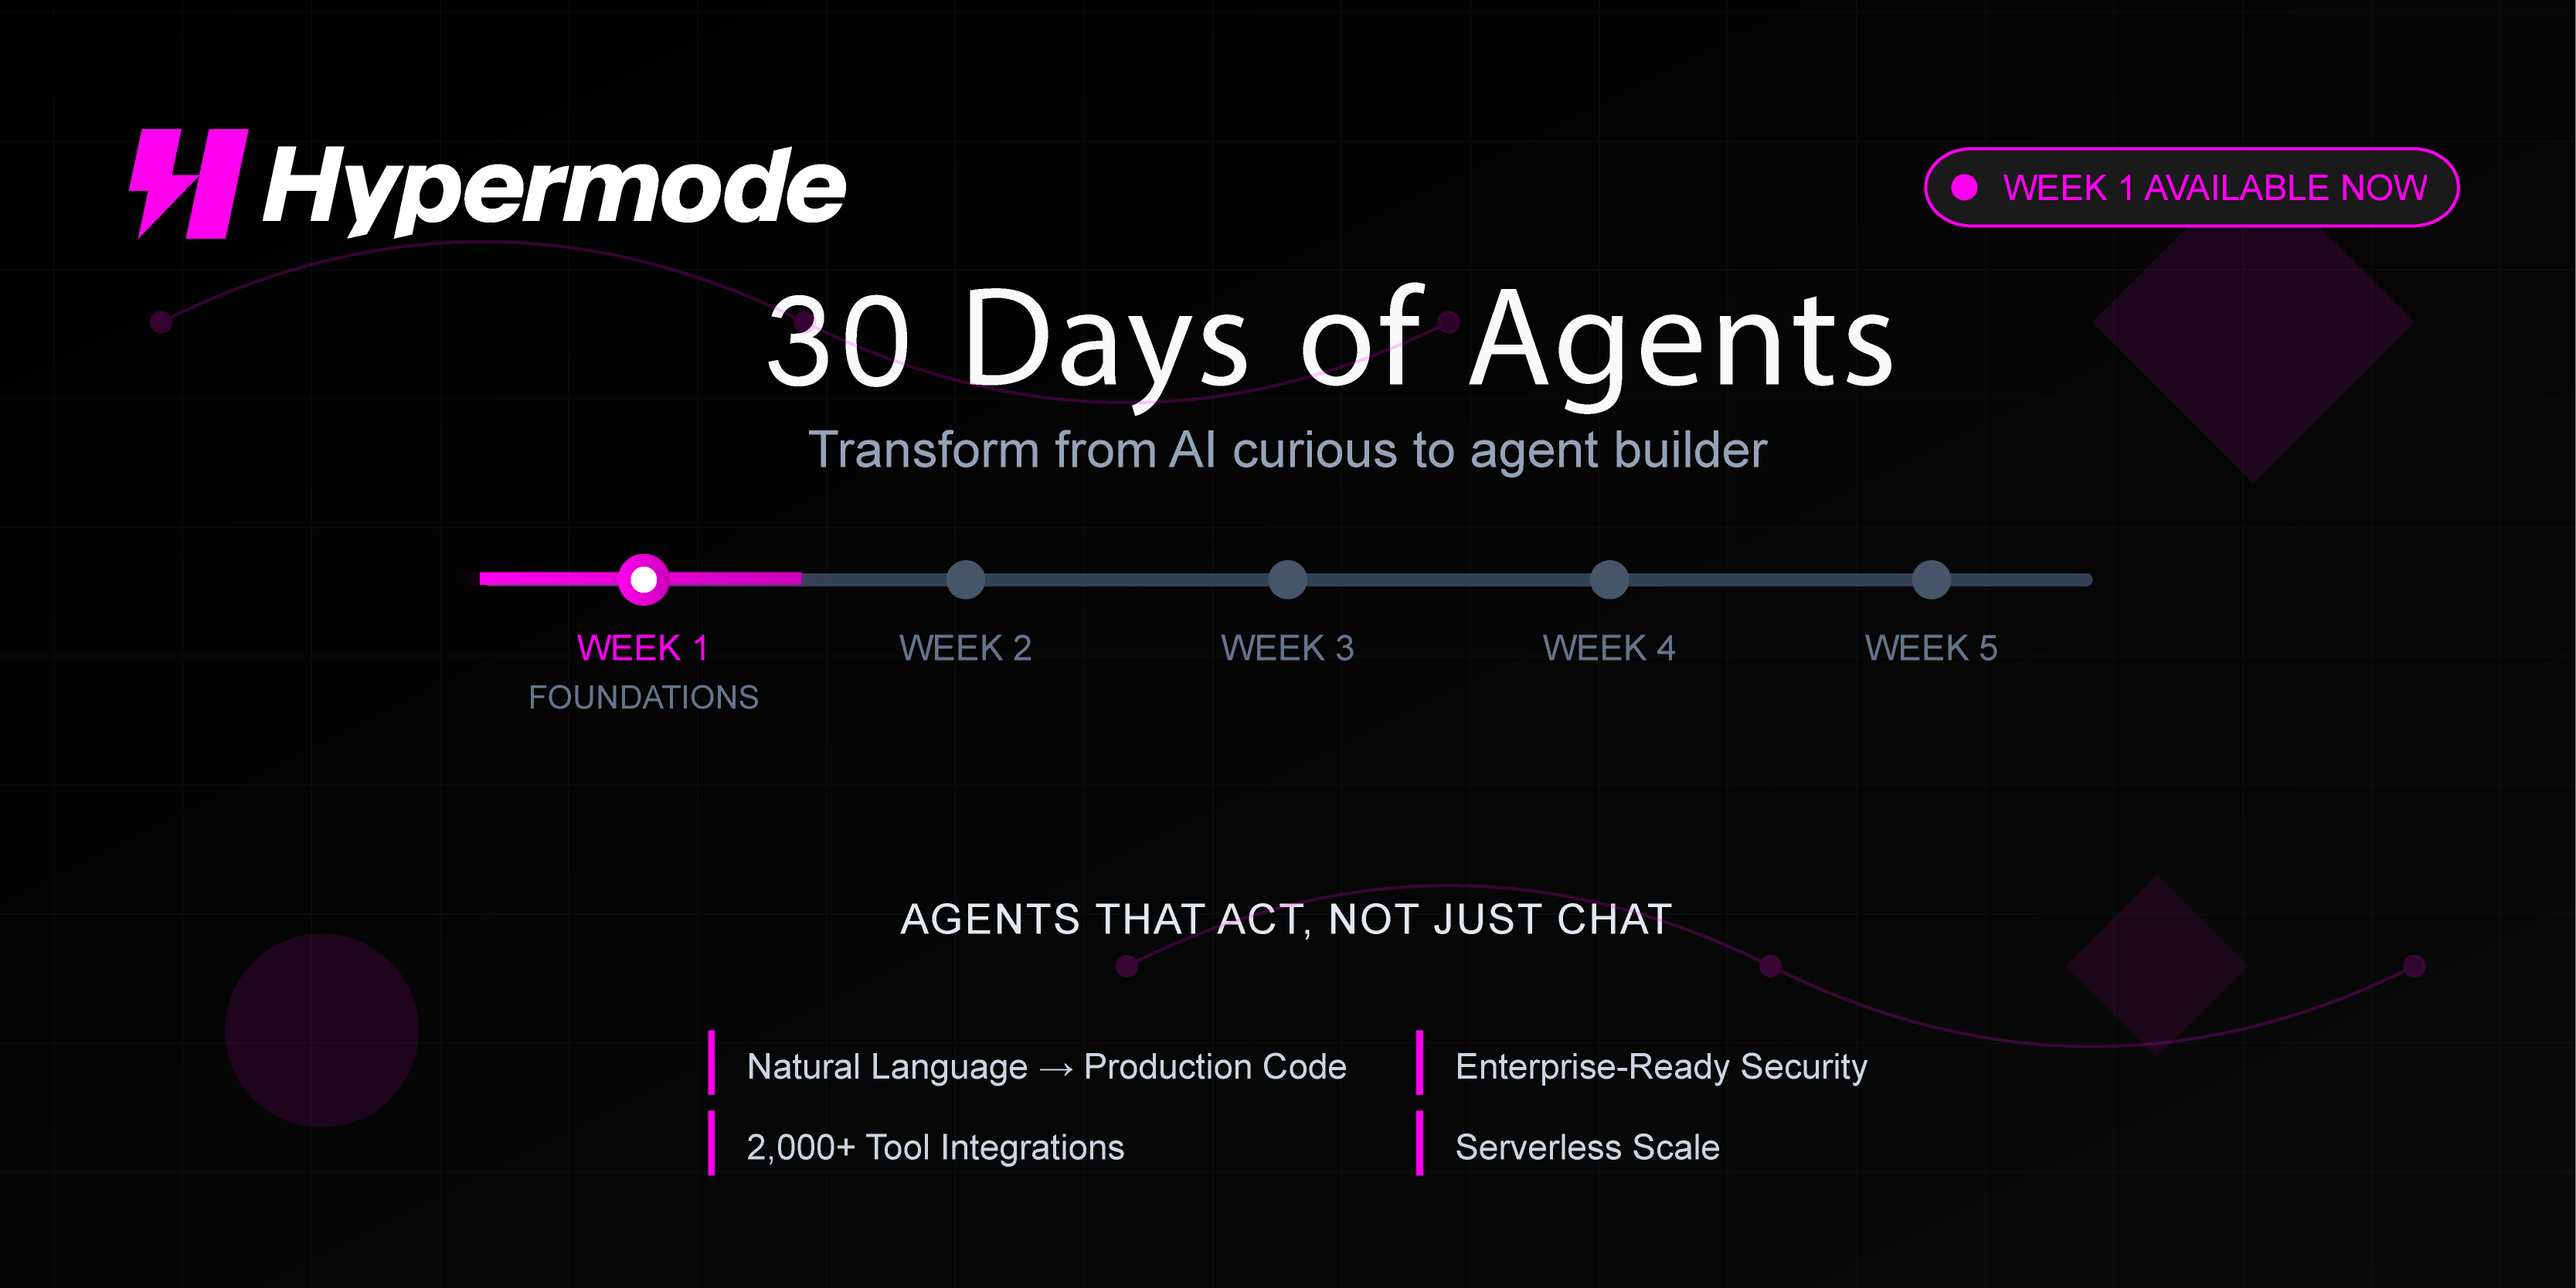 Hypermode
WEEK 1 AVAILABLE NOW
30 Days of Agents
Transform from AI curious to agent builder
WEEK 1
WEEK 2
WEEK 3
WEEK 4
WEEK 5
FOUNDATIONS
AGENTS THAT ACT, NOT JUST CHAT
Natural Language → Production Code
Enterprise-Ready Security
2,000+ Tool Integrations
Serverless Scale